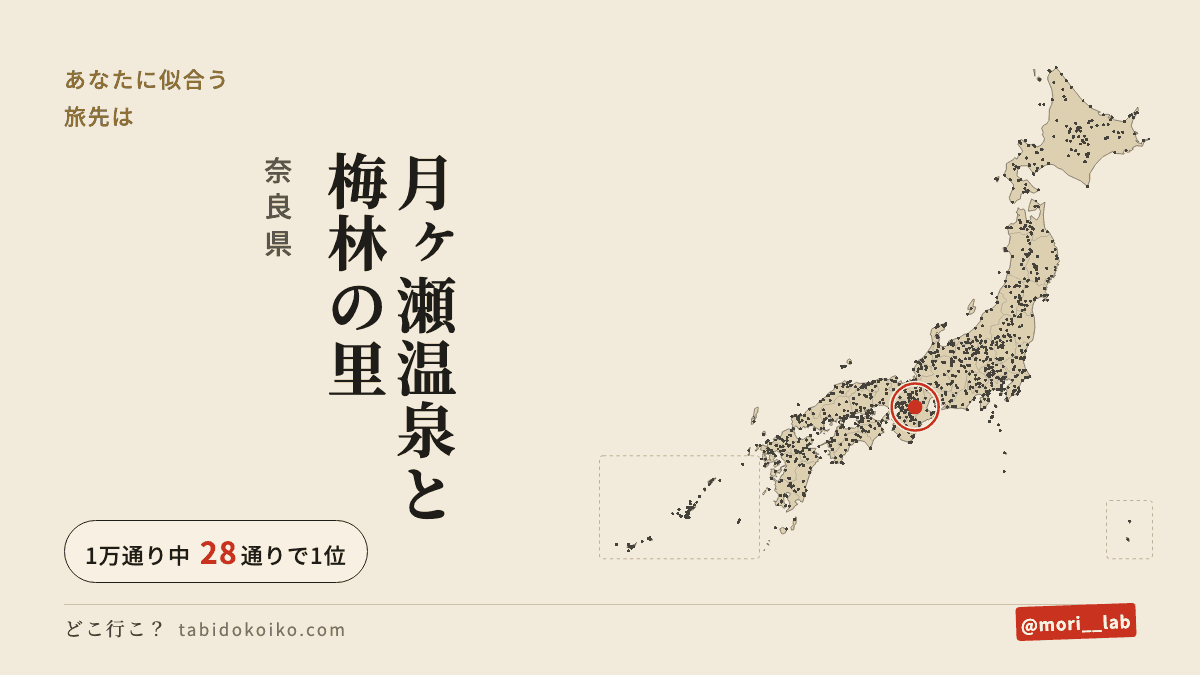 あなたに似合う
旅先は
月ヶ瀬温泉と
梅林の里
奈良県
1万通り中 28通りで1位
どこ行こ？ tabidokoiko.com
@mori__lab